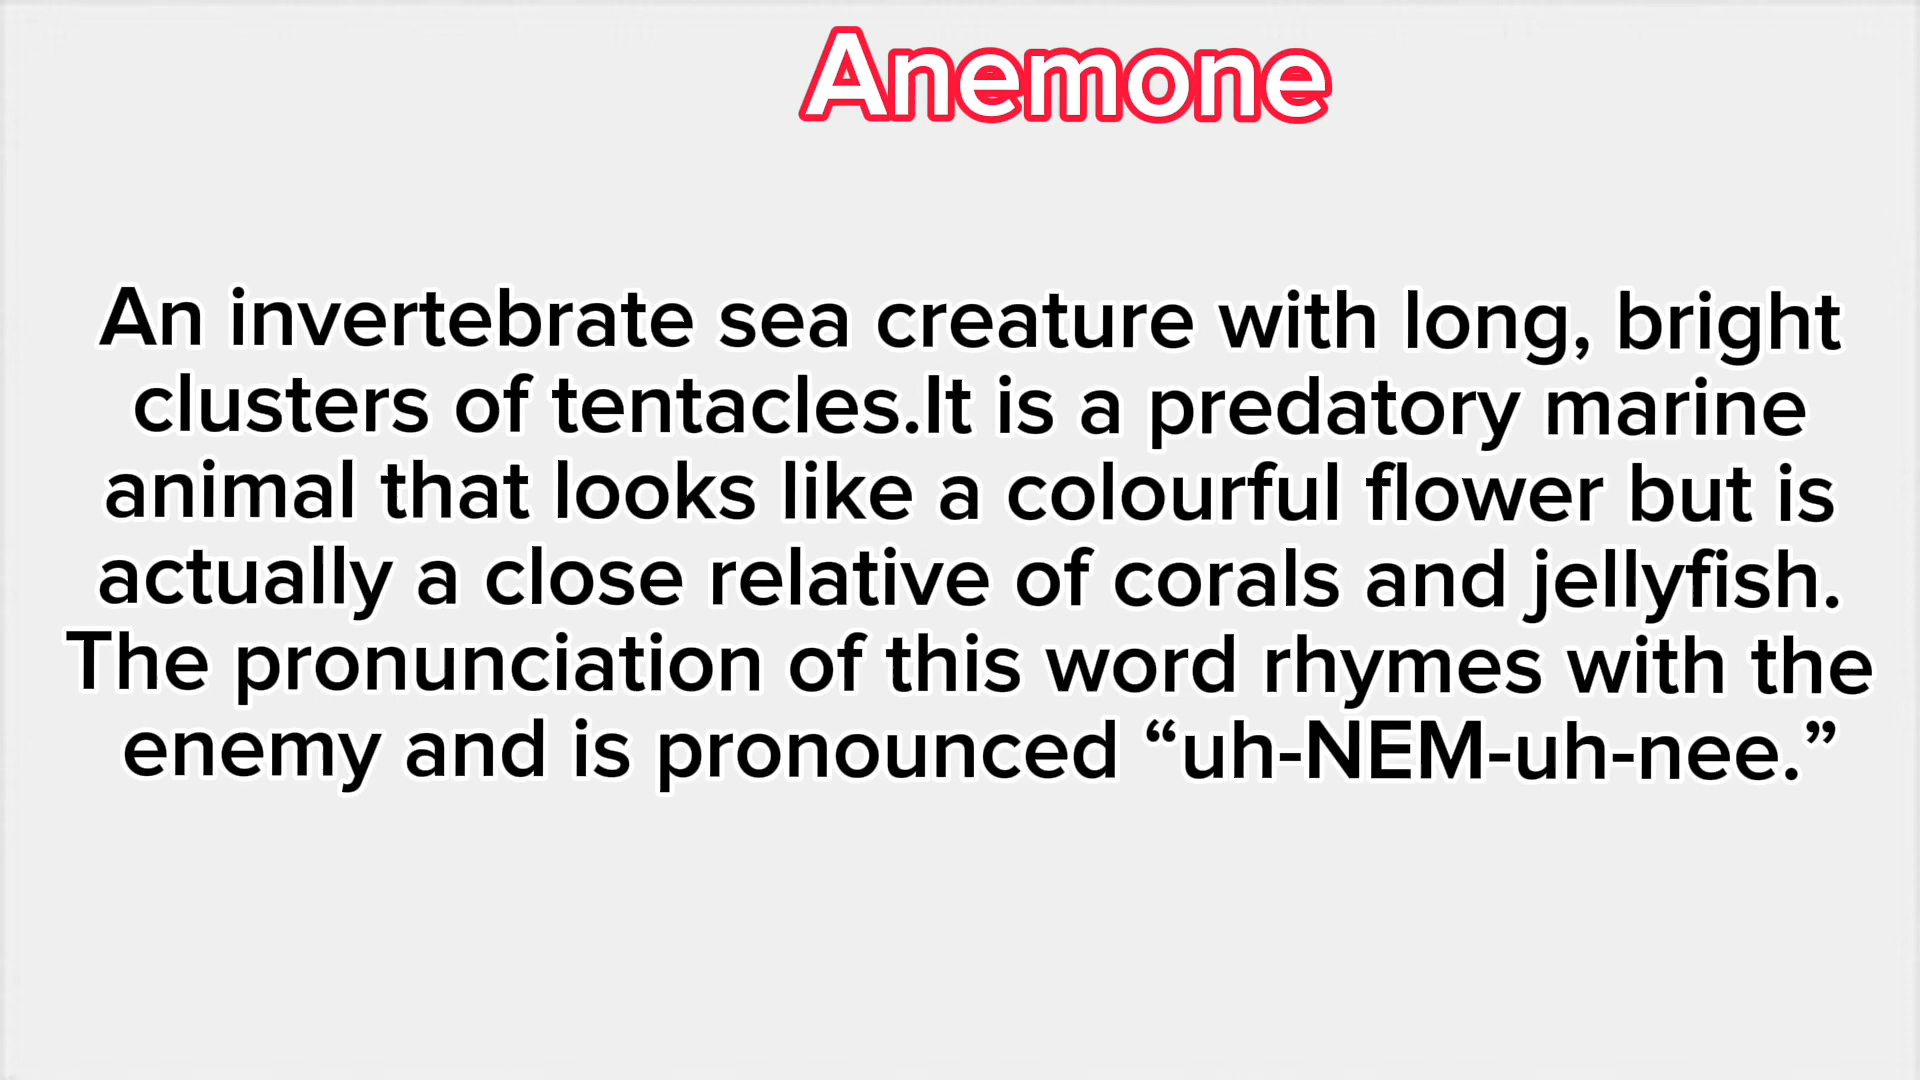 Anemone
An invertebrate sea creature with long, bright
clusters of tentacles.It is a predatory marine
animal that looks like a colourful flower but is
actually a close relative of corals and jellyfish.
The pronunciation of this word rhymes with the
enemy and is pronounced “uh-NEM-uh-nee.”